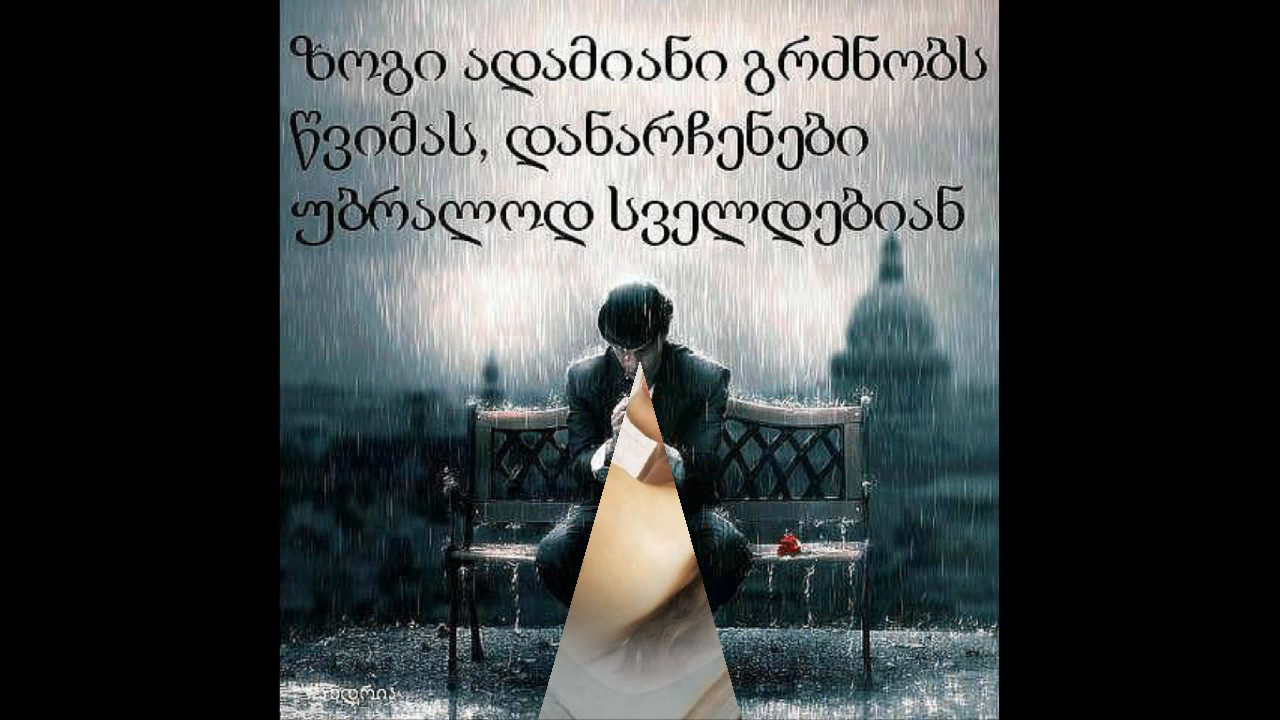 ზოგი ადამიანი გრძნობს
წვიმას, დანარჩენები
უბრალოდ სველდებიან